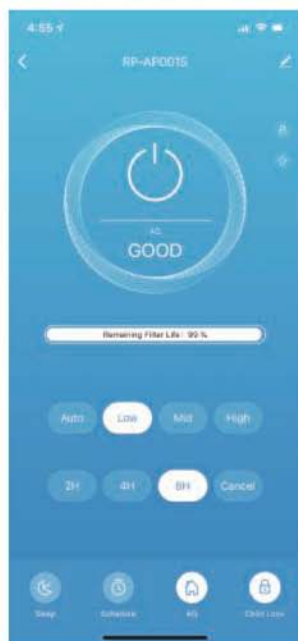 4:55
RP-AP001S
AQ
GOOD
Remaining Filter Life: 99 %
Auto Low Mid High
2H 4H 8H Cancel
Sleep Schedule AQ Child Lock